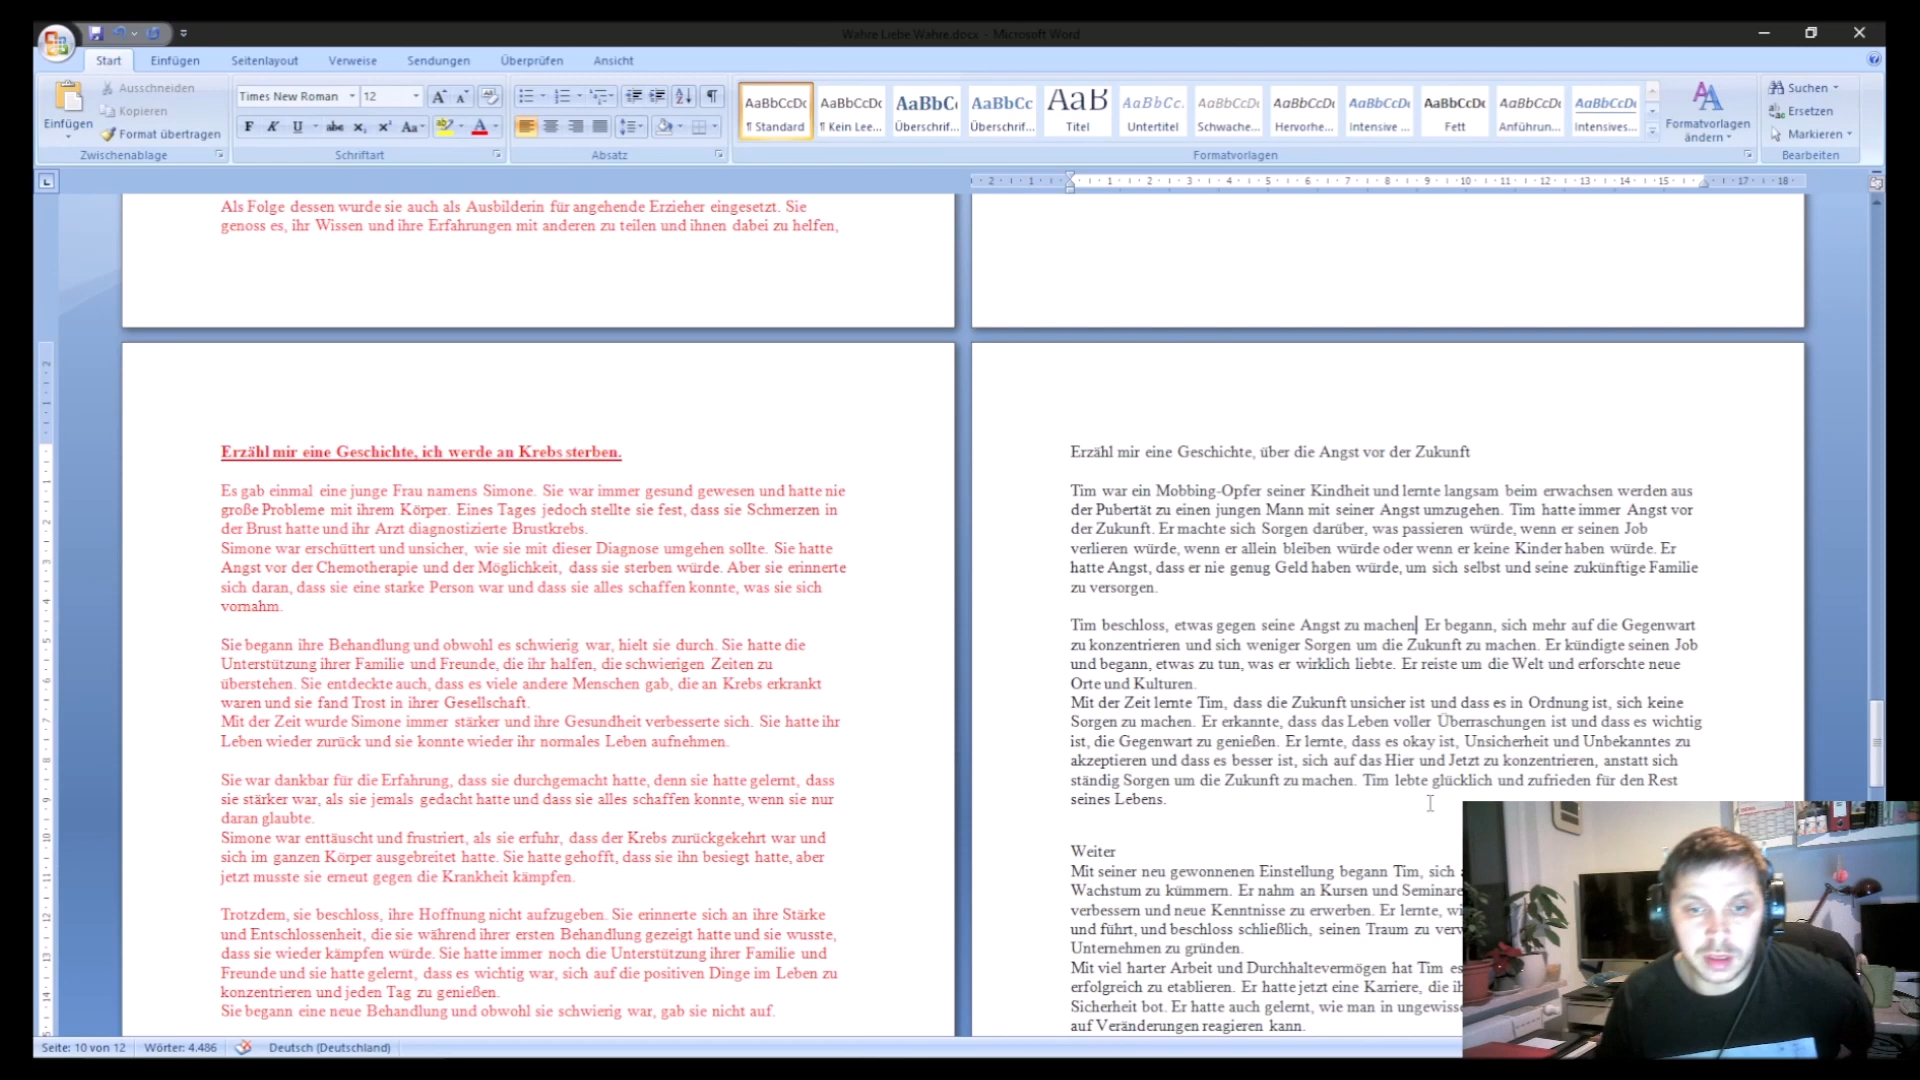 Wahre Liebe Wahre.docx - Microsoft Word
Start Einfügen Seitenlayout Verweise Sendungen Überprüfen Ansicht
Einfügen
Ausschneiden
Kopieren
Format übertragen
Zwischenablage
Times New Roman 12
F K U abc x₂ x² Aa
Schriftart
Absatz
AaBbCcDc AaBbCcDc AaBbC AaBbCc AaB AaBbCc. AaBbCcDc AaBbCcDc AaBbCcDc AaBbCcDc AaBbCcDc AaBbCcDc
¶ Standard ¶ Kein Lee... Überschrif... Überschrif... Titel Untertitel Schwache... Hervorhe... Intensive ... Fett Anführun... Intensives...
Formatvorlagen
Formatvorlagen ändern
Suchen
Ersetzen
Markieren
Bearbeiten
Als Folge dessen wurde sie auch als Ausbilderin für angehende Erzieher eingesetzt. Sie
genoss es, ihr Wissen und ihre Erfahrungen mit anderen zu teilen und ihnen dabei zu helfen,
Erzähl mir eine Geschichte, ich werde an Krebs sterben.
Es gab einmal eine junge Frau namens Simone. Sie war immer gesund gewesen und hatte nie
große Probleme mit ihrem Körper. Eines Tages jedoch stellte sie fest, dass sie Schmerzen in
der Brust hatte und ihr Arzt diagnostizierte Brustkrebs.
Simone war erschüttert und unsicher, wie sie mit dieser Diagnose umgehen sollte. Sie hatte
Angst vor der Chemotherapie und der Möglichkeit, dass sie sterben würde. Aber sie erinnerte
sich daran, dass sie eine starke Person war und dass sie alles schaffen konnte, was sie sich
vornahm.
Sie begann ihre Behandlung und obwohl es schwierig war, hielt sie durch. Sie hatte die
Unterstützung ihrer Familie und Freunde, die ihr halfen, die schwierigen Zeiten zu
überstehen. Sie entdeckte auch, dass es viele andere Menschen gab, die an Krebs erkrankt
waren und sie fand Trost in ihrer Gesellschaft.
Mit der Zeit wurde Simone immer stärker und ihre Gesundheit verbesserte sich. Sie hatte ihr
Leben wieder zurück und sie konnte wieder ihr normales Leben aufnehmen.
Sie war dankbar für die Erfahrung, dass sie durchgemacht hatte, denn sie hatte gelernt, dass
sie stärker war, als sie jemals gedacht hatte und dass sie alles schaffen konnte, wenn sie nur
daran glaubte.
Simone war enttäuscht und frustriert, als sie erfuhr, dass der Krebs zurückgekehrt war und
sich im ganzen Körper ausgebreitet hatte. Sie hatte gehofft, dass sie ihn besiegt hatte, aber
jetzt musste sie erneut gegen die Krankheit kämpfen.
Trotzdem, sie beschloss, ihre Hoffnung nicht aufzugeben. Sie erinnerte sich an ihre Stärke
und Entschlossenheit, die sie während ihrer ersten Behandlung gezeigt hatte und sie wusste,
dass sie wieder kämpfen würde. Sie hatte immer noch die Unterstützung ihrer Familie und
Freunde und sie hatte gelernt, dass es wichtig war, sich auf die positiven Dinge im Leben zu
konzentrieren und jeden Tag zu genießen.
Sie begann eine neue Behandlung und obwohl sie schwierig war, gab sie nicht auf.
Erzähl mir eine Geschichte, über die Angst vor der Zukunft
Tim war ein Mobbing-Opfer seiner Kindheit und lernte langsam beim erwachsen werden aus
der Pubertät zu einen jungen Mann mit seiner Angst umzugehen. Tim hatte immer Angst vor
der Zukunft. Er machte sich Sorgen darüber, was passieren würde, wenn er seinen Job
verlieren würde, wenn er allein bleiben würde oder wenn er keine Kinder haben würde. Er
hatte Angst, dass er nie genug Geld haben würde, um sich selbst und seine zukünftige Familie
zu versorgen.
Tim beschloss, etwas gegen seine Angst zu machen Er begann, sich mehr auf die Gegenwart
zu konzentrieren und sich weniger Sorgen um die Zukunft zu machen. Er kündigte seinen Job
und begann, etwas zu tun, was er wirklich liebte. Er reiste um die Welt und erforschte neue
Orte und Kulturen.
Mit der Zeit lernte Tim, dass die Zukunft unsicher ist und dass es in Ordnung ist, sich keine
Sorgen zu machen. Er erkannte, dass das Leben voller Überraschungen ist und dass es wichtig
ist, die Gegenwart zu genießen. Er lernte, dass es okay ist, Unsicherheit und Unbekanntes zu
akzeptieren und dass es besser ist, sich auf das Hier und Jetzt zu konzentrieren, anstatt sich
ständig Sorgen um die Zukunft zu machen. Tim lebte glücklich und zufrieden für den Rest
seines Lebens.
Weiter
Mit seiner neu gewonnenen Einstellung begann Tim, sich
Wachstum zu kümmern. Er nahm an Kursen und Seminare
verbessern und neue Kenntnisse zu erwerben. Er lernte, wi
und führt, und beschloss schließlich, seinen Traum zu verw
Unternehmen zu gründen.
Mit viel harter Arbeit und Durchhaltevermögen hat Tim es
erfolgreich zu etablieren. Er hatte jetzt eine Karriere, die ih
Sicherheit bot. Er hatte auch gelernt, wie man in ungewisse
auf Veränderungen reagieren kann.
Seite: 10 von 12 Wörter: 4.486 Deutsch (Deutschland)